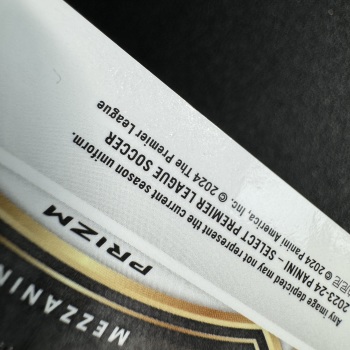 Any image depicted may not represent the current season uniform.
2023-24 PANINI – SELECT PREMIER LEAGUE SOCCER
© 2024 Panini America, Inc. © 2024 The Premier League
PRIZM
MEZZANIN